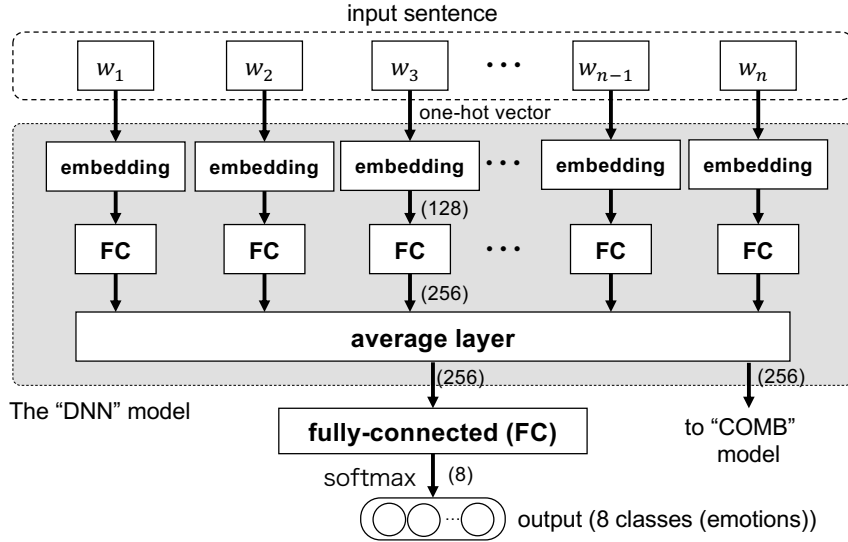 input sentence
w₁ w₂ w₃ ··· wₙ₋₁ wₙ
one-hot vector
embedding embedding embedding ··· embedding embedding
(128)
FC FC FC ··· FC FC
(256)
average layer
(256) (256)
The “DNN” model
fully-connected (FC)
to “COMB”
model
softmax (8)
··· output (8 classes (emotions))